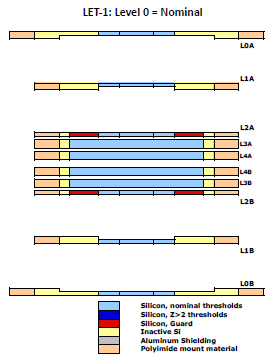 LET-1: Level 0 = Nominal
L0A
L1A
L2A
L3A
L4A
L4B
L3B
L2B
L1B
L0B
Silicon, nominal thresholds
Silicon, Z>2 thresholds
Silicon, Guard
Inactive Si
Aluminum Shielding
Polyimide mount material